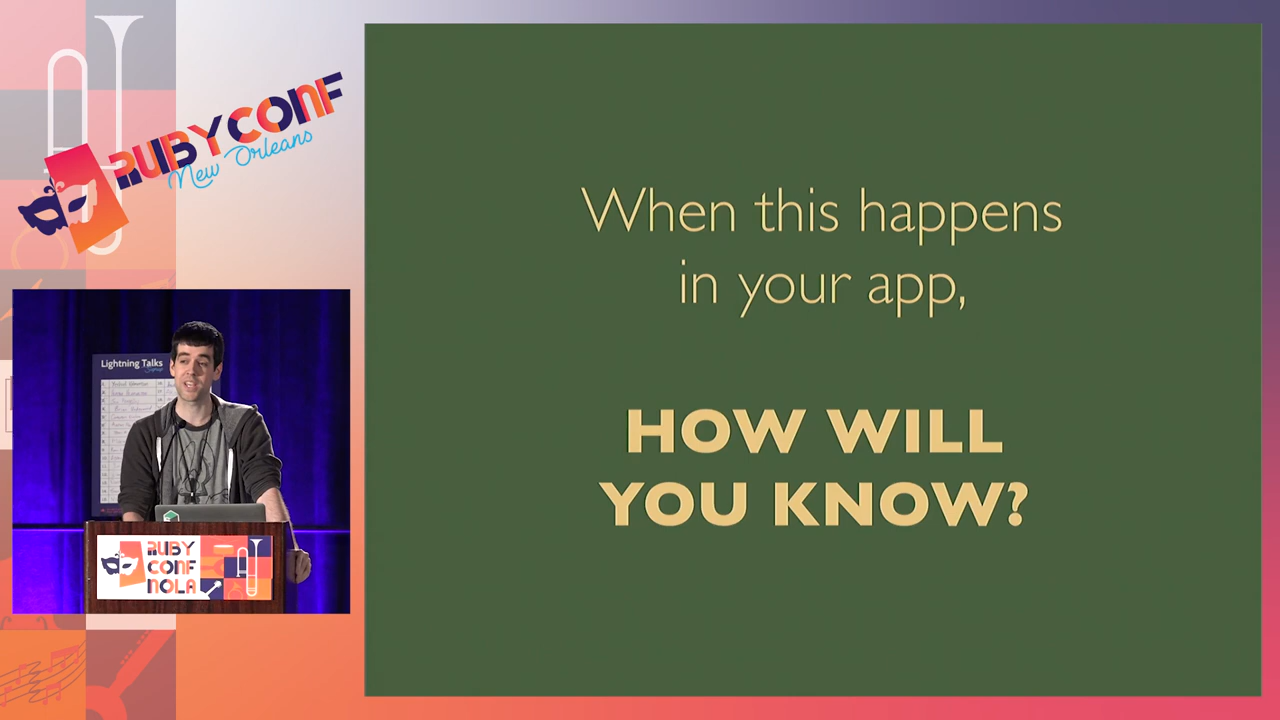 RUBYCONF
New Orleans
When this happens
in your app,
HOW WILL
YOU KNOW?
Lightning Talks
RUBY
CONF
NOLA